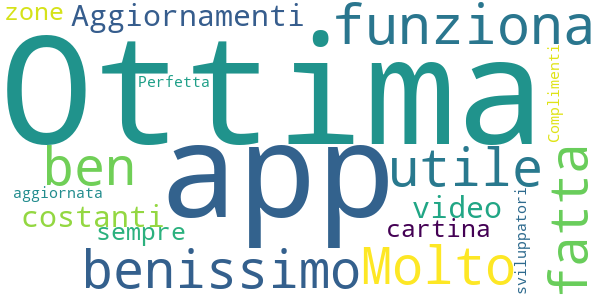 zone
Aggiornamenti
funziona
Ottima
Perfetta
Complimenti
app
ben
utile
fatta
aggiornata
costanti
video
sempre
cartina
sviluppatori
benissimo
Molto